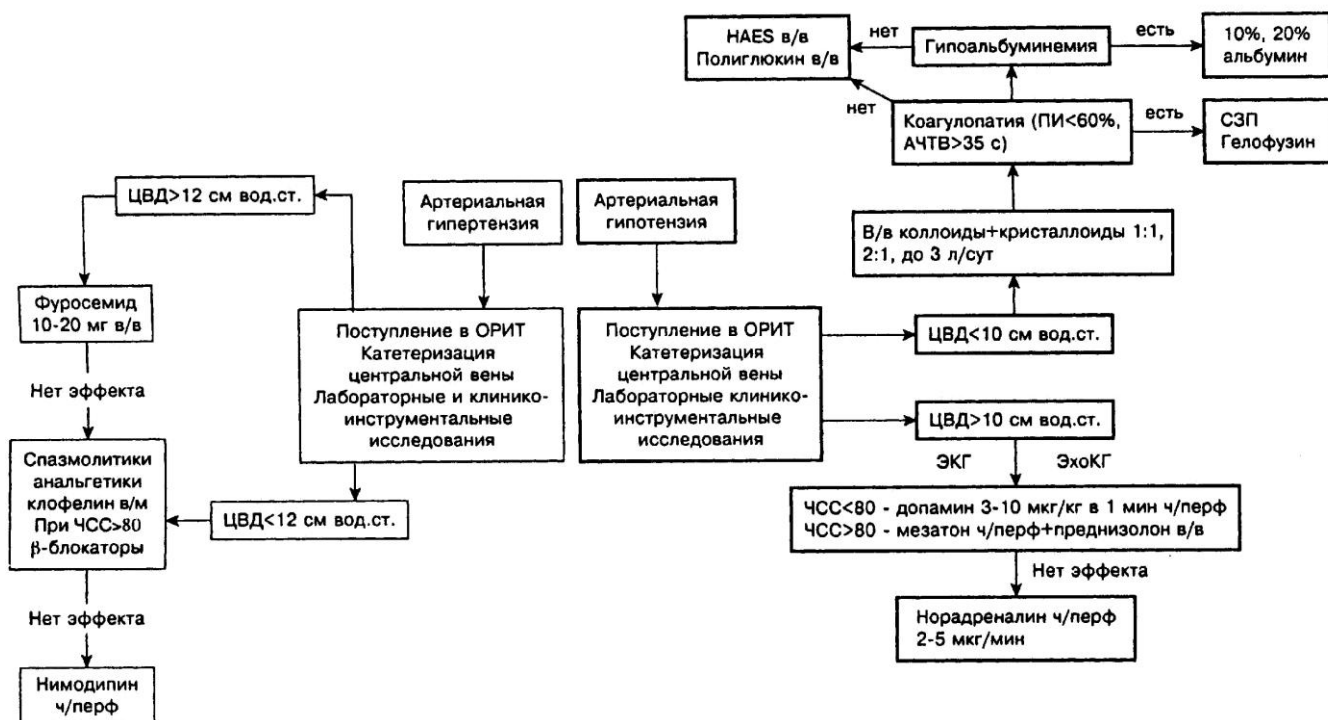 HAES в/в
Полиглюкин в/в
нет
Гипоальбуминемия
есть
10%, 20%
альбумин
нет
Коагулопатия (ПИ<60%,
АЧТВ>35 с)
есть
СЗП
Гелофузин
ЦВД>12 см вод.ст.
Артериальная
гипертензия
Артериальная
гипотензия
В/в коллоиды+кристаллоиды 1:1,
2:1, до 3 л/сут
Фуросемид
10-20 мг в/в
Поступление в ОРИТ
Катетеризация
центральной вены
Лабораторные и клинико-
инструментальные
исследования
Поступление в ОРИТ
Катетеризация
центральной вены
Лабораторные клинико-
инструментальные
исследования
ЦВД<10 см вод.ст.
Нет эффекта
ЦВД>10 см вод.ст.
Спазмолитики
анальгетики
клофелин в/м
При ЧСС>80
β-блокаторы
ЦВД<12 см вод.ст.
ЭКГ
ЭхоКГ
ЧСС<80 - допамин 3-10 мкг/кг в 1 мин ч/перф
ЧСС>80 - мезатон ч/перф+преднизолон в/в
Нет эффекта
Нет эффекта
Норадреналин ч/перф
2-5 мкг/мин
Нимодипин
ч/перф